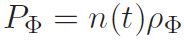 P_Φ = n(t)ρ_Φ